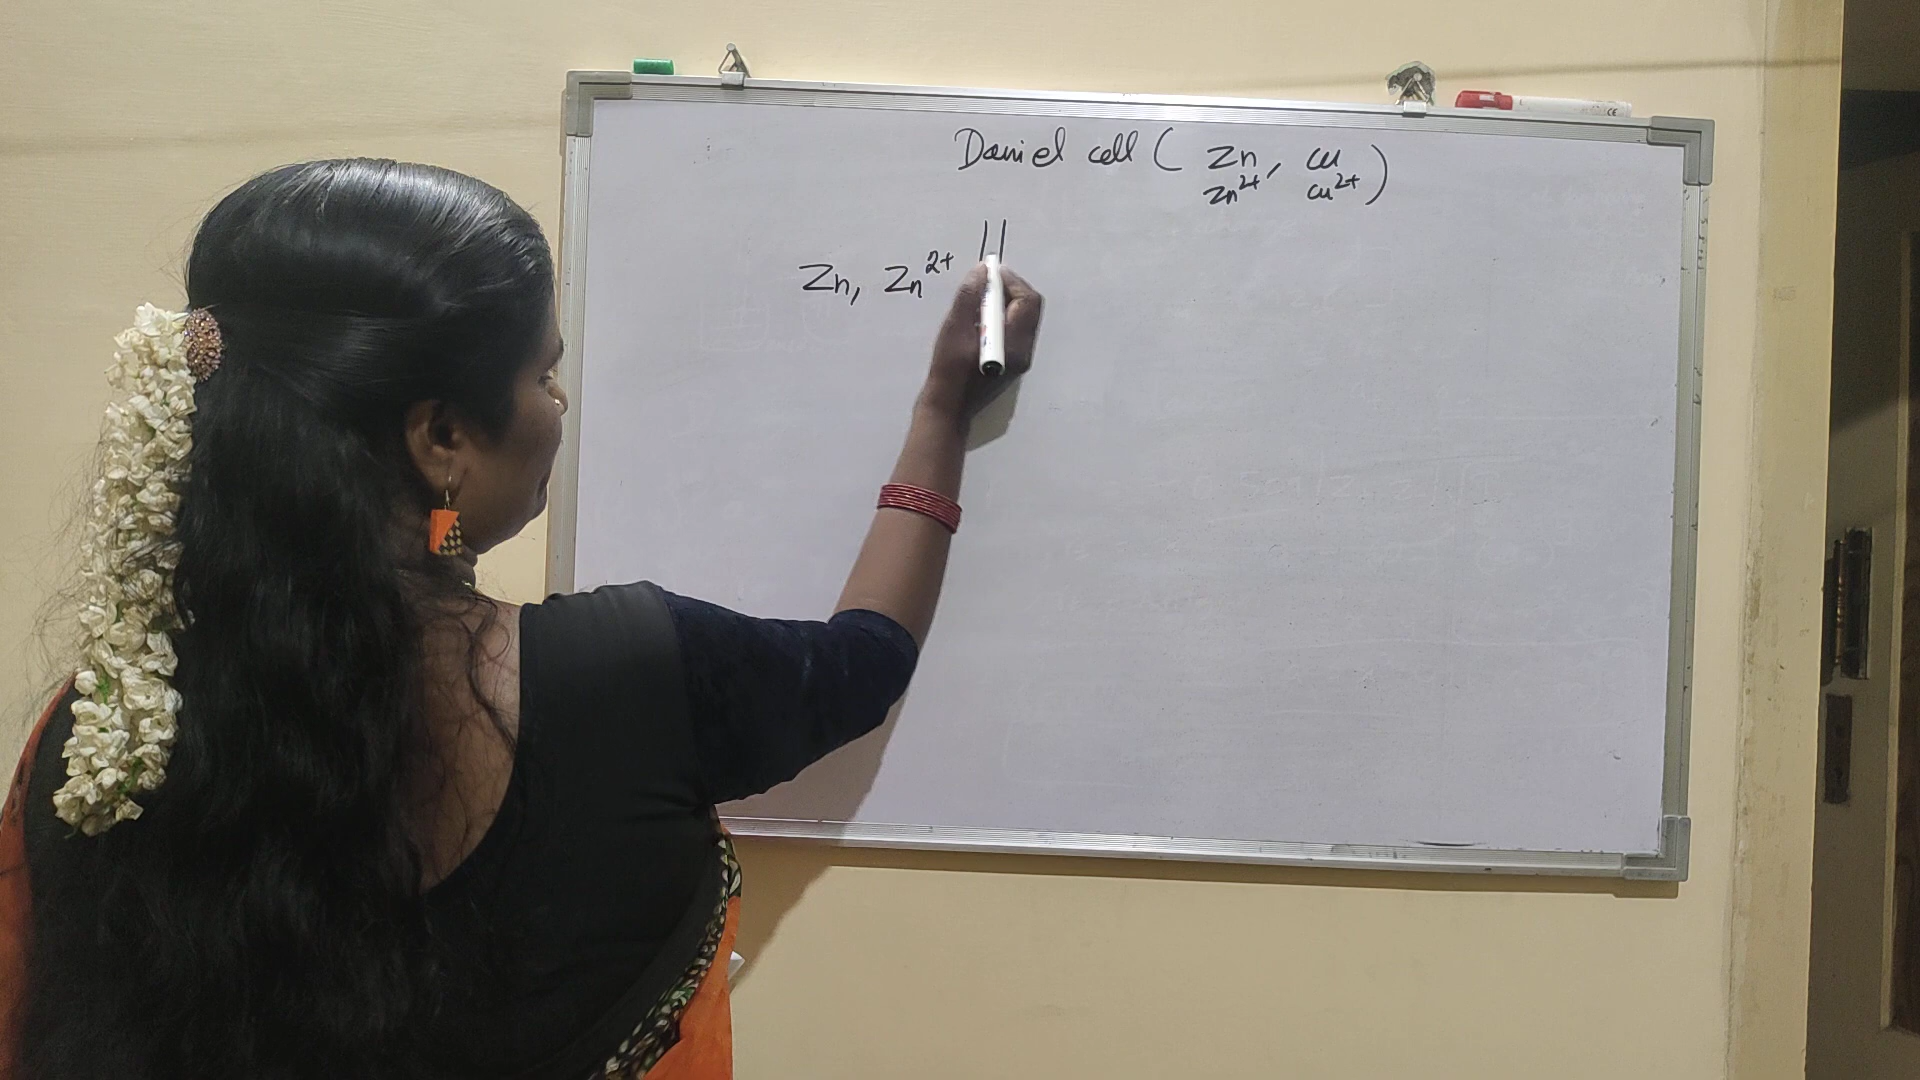 Daniel cell ( Zn, Cu
Zn²⁺ Cu²⁺ )
Zn, Zn²⁺ ||